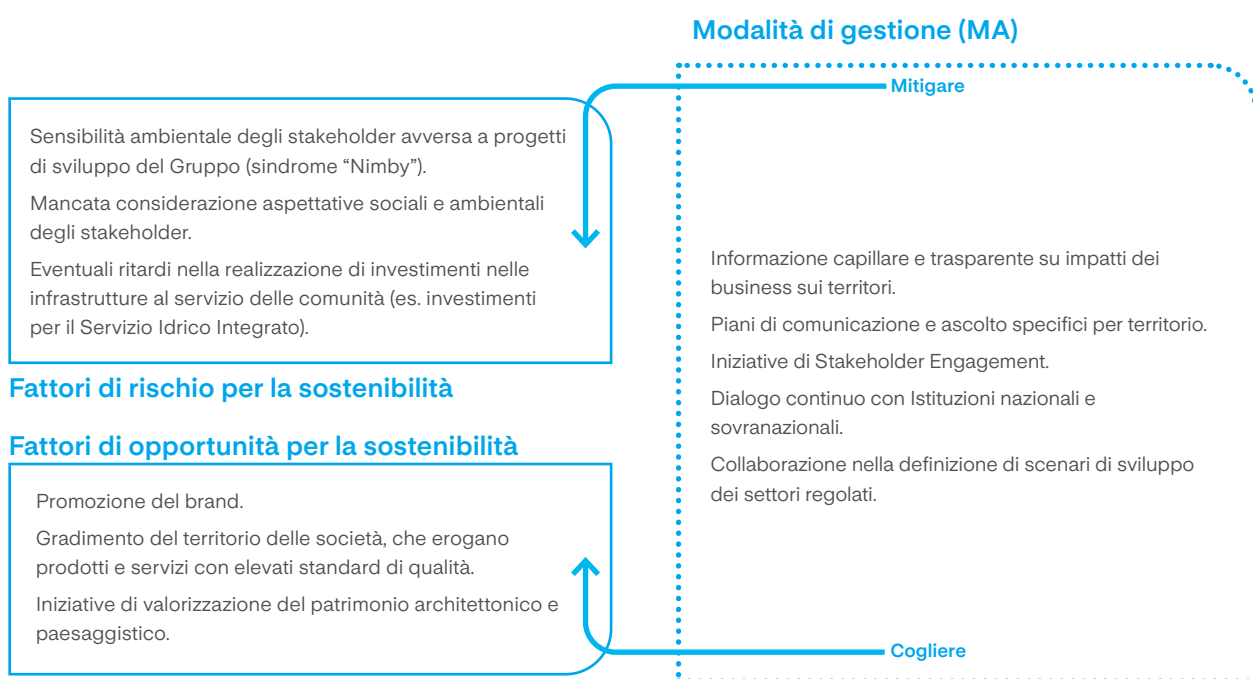 Modalità di gestione (MA)
Mitigare
Sensibilità ambientale degli stakeholder avversa a progetti
di sviluppo del Gruppo (sindrome “Nimby”).
Mancata considerazione aspettative sociali e ambientali
degli stakeholder.
Eventuali ritardi nella realizzazione di investimenti nelle
infrastrutture al servizio delle comunità (es. investimenti
per il Servizio Idrico Integrato).
Fattori di rischio per la sostenibilità
Fattori di opportunità per la sostenibilità
Promozione del brand.
Gradimento del territorio delle società, che erogano
prodotti e servizi con elevati standard di qualità.
Iniziative di valorizzazione del patrimonio architettonico e
paesaggistico.
Informazione capillare e trasparente su impatti dei
business sui territori.
Piani di comunicazione e ascolto specifici per territorio.
Iniziative di Stakeholder Engagement.
Dialogo continuo con Istituzioni nazionali e
sovranazionali.
Collaborazione nella definizione di scenari di sviluppo
dei settori regolati.
Cogliere